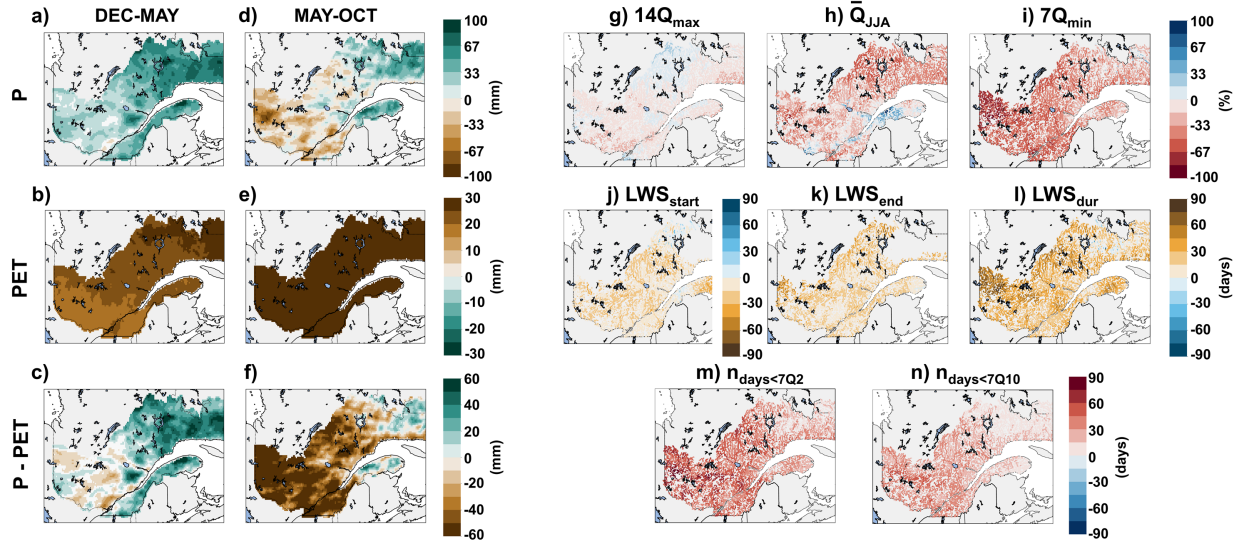 DEC-MAY
MAY-OCT
a)
d)
P
100
67
33
0
-33
-67
-100
(mm)
b)
e)
PET
30
20
10
0
-10
-20
-30
(mm)
c)
f)
P - PET
60
40
20
0
-20
-40
-60
(mm)
g) 14Qmax
h) Q̄JJA
i) 7Qmin
100
67
33
0
-33
-67
-100
(%)
j) LWSstart
90
60
30
0
-30
-60
-90
k) LWSend
l) LWSdur
90
60
30
0
-30
-60
-90
(days)
m) ndays<7Q2
n) ndays<7Q10
90
60
30
0
-30
-60
-90
(days)